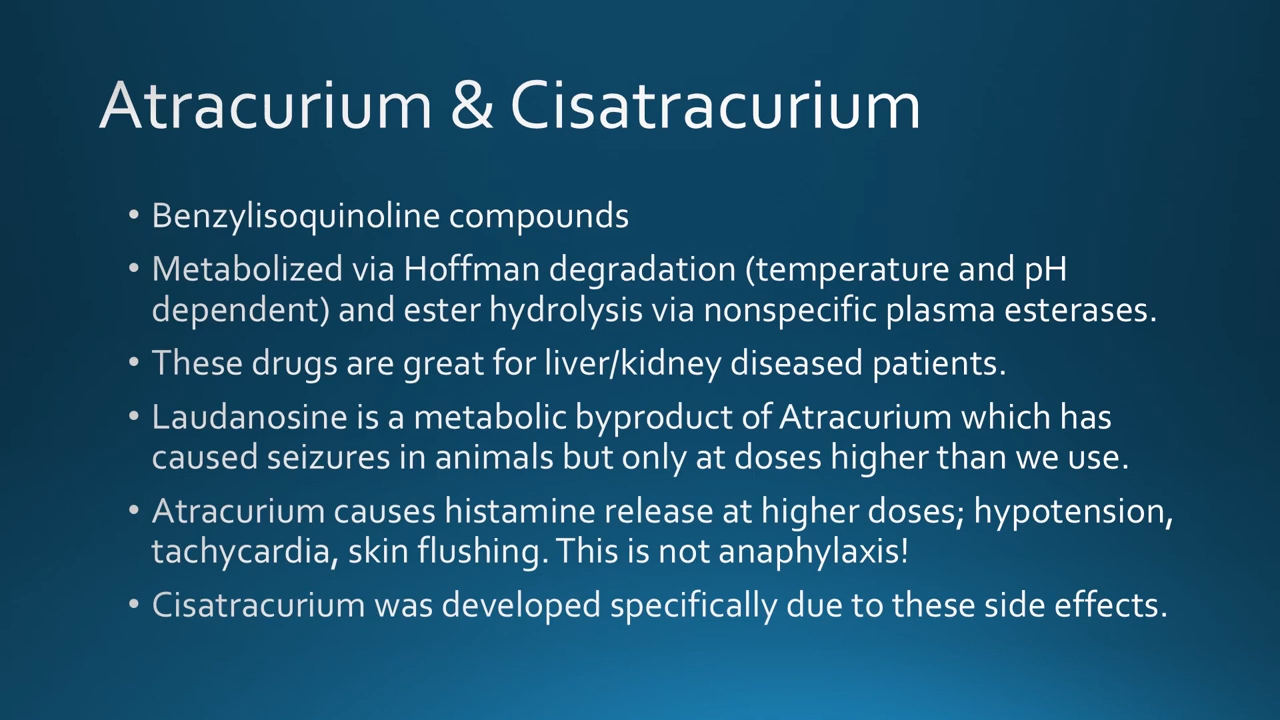 Atracurium & Cisatracurium
• Benzylisoquinoline compounds
• Metabolized via Hoffman degradation (temperature and pH
dependent) and ester hydrolysis via nonspecific plasma esterases.
• These drugs are great for liver/kidney diseased patients.
• Laudanosine is a metabolic byproduct of Atracurium which has
caused seizures in animals but only at doses higher than we use.
• Atracurium causes histamine release at higher doses; hypotension,
tachycardia, skin flushing. This is not anaphylaxis!
• Cisatracurium was developed specifically due to these side effects.